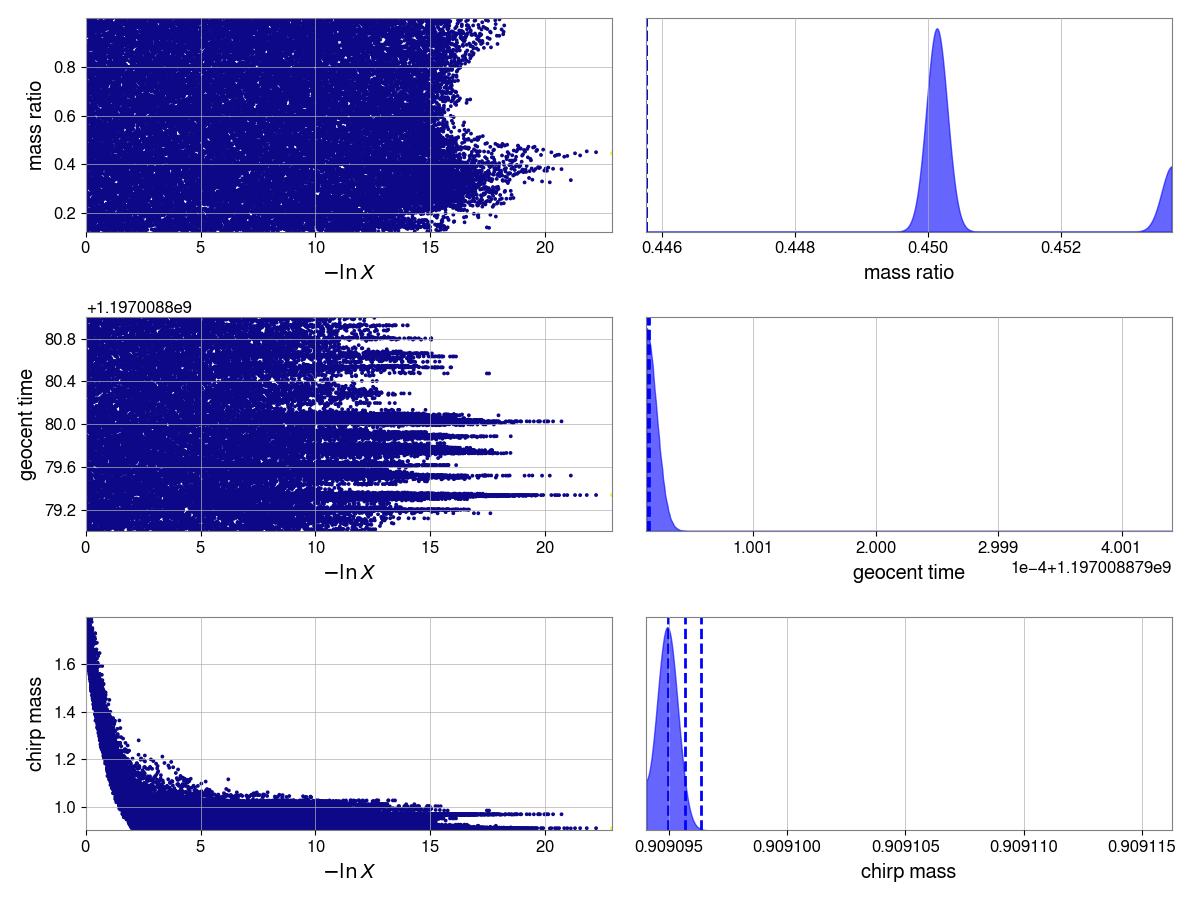 mass ratio
0.8
0.6
0.4
0.2
0 5 10 15 20
−ln X
0.446 0.448 0.450 0.452
mass ratio
+1.1970088e9
geocent time
80.8
80.4
80.0
79.6
79.2
0 5 10 15 20
−ln X
1.001 2.000 2.999 4.001
geocent time
1e−4+1.197008879e9
chirp mass
1.6
1.4
1.2
1.0
0 5 10 15 20
−ln X
0.909095 0.909100 0.909105 0.909110 0.909115
chirp mass